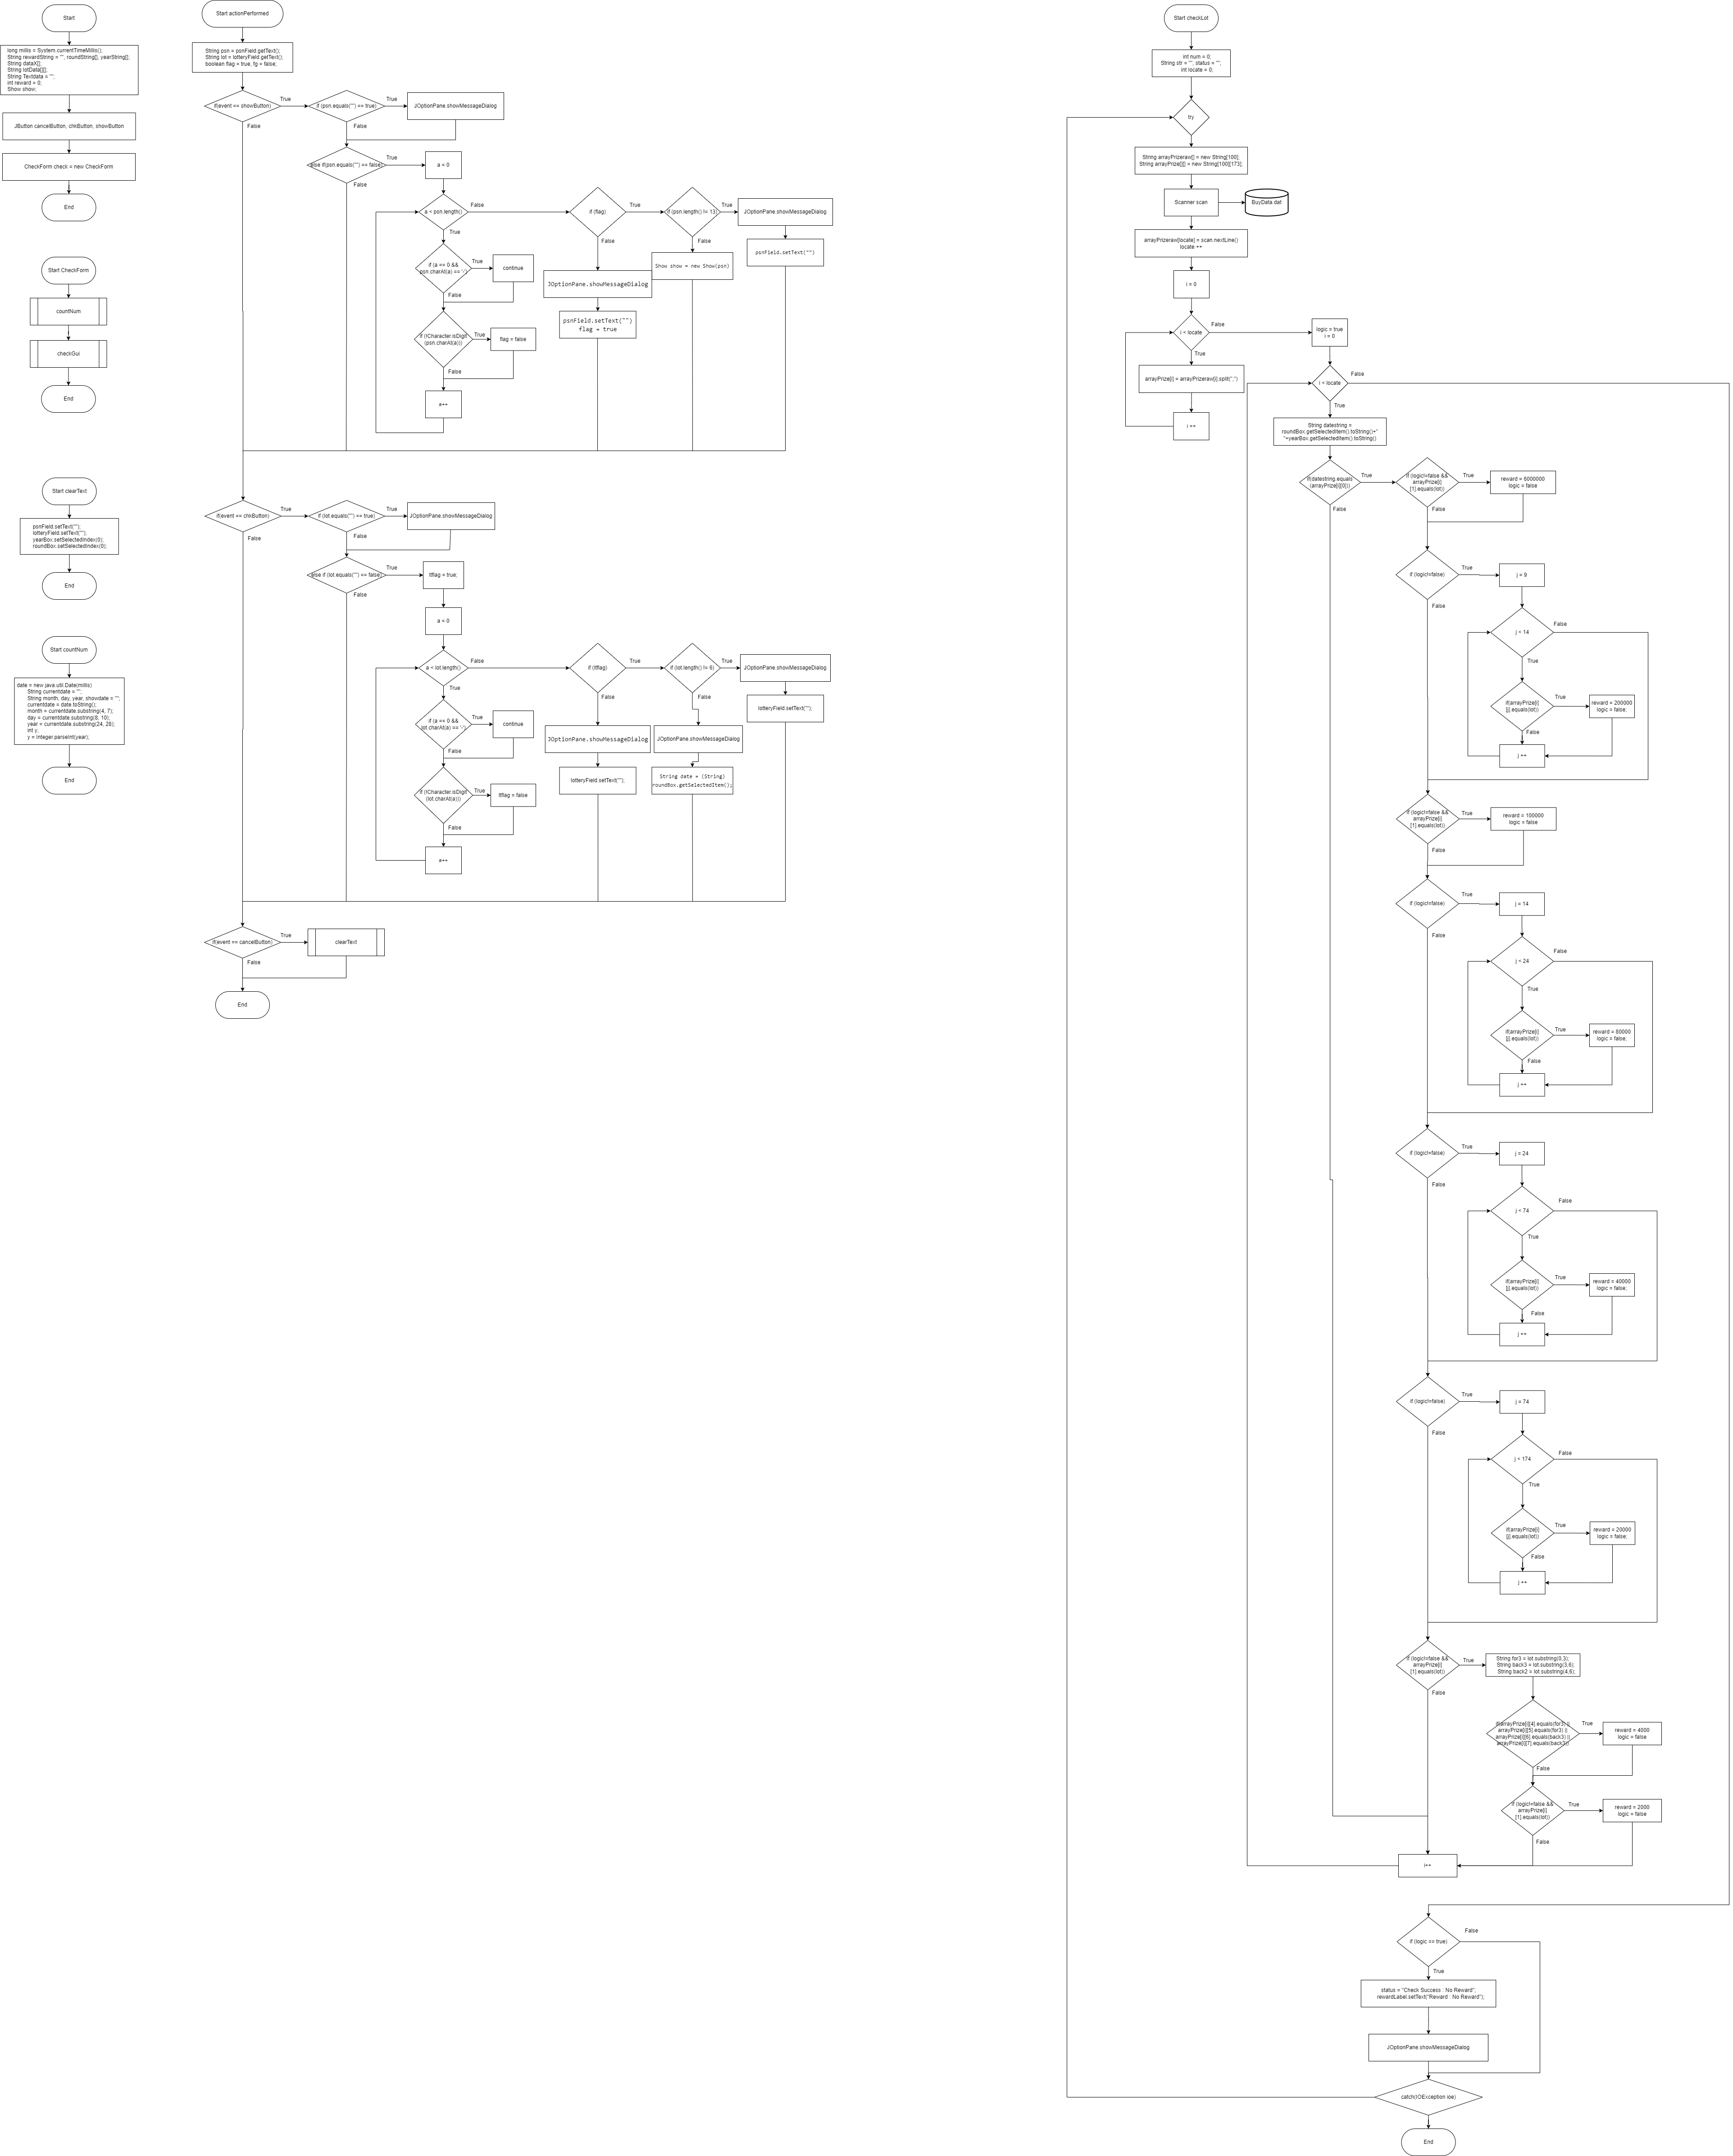 Start
long millis = System.currentTimeMillis();
String rewardString = "", roundString[], yearString[];
String dataX[];
String lotData[][];
String Textdata = "";
int reward = 0;
Show show;
JButton cancelButton, chkButton, showButton
CheckForm check = new CheckForm
End
Start CheckForm
countNum
checkGui
End
Start clearText
psnField.setText("");
lotteryField.setText("");
yearBox.setSelectedIndex(0);
roundBox.setSelectedIndex(0);
End
Start countNum
date = new java.util.Date(millis)
String currentdate = "";
String month, day, year, showdate = "";
currentdate = date.toString();
month = currentdate.substring(4, 7);
day = currentdate.substring(8, 10);
year = currentdate.substring(24, 28);
int y;
y = Integer.parseInt(year);
End
Start actionPerformed
String psn = psnField.getText();
String lot = lotteryField.getText();
boolean flag = true, fg = false;
if(event == showButton)
True
False
if (psn.equals("") == true)
True
False
JOptionPane.showMessageDialog
else if(psn.equals("") == false)
True
False
a = 0
a < psn.length()
False
True
if (flag)
True
False
if (psn.length() != 13)
True
False
JOptionPane.showMessageDialog
psnField.setText("")
if (a == 0 &&
psn.charAt(a) == '-')
True
False
continue
Show show = new Show(psn)
JOptionPane.showMessageDialog
psnField.setText("")
flag = true
if (!Character.isDigit
(psn.charAt(a)))
True
False
flag = false
a++
if(event == chkButton)
True
False
if (lot.equals("") == true)
True
False
JOptionPane.showMessageDialog
else if (lot.equals("") == false)
True
False
ltflag = true;
a = 0
a < lot.length()
False
True
if (ltflag)
True
False
if (lot.length() != 6)
True
False
JOptionPane.showMessageDialog
lotteryField.setText("");
if (a == 0 &&
lot.charAt(a) == '-')
True
False
continue
JOptionPane.showMessageDialog
JOptionPane.showMessageDialog
lotteryField.setText("");
String date = (String)
roundBox.getSelectedItem();
if (!Character.isDigit
(lot.charAt(a)))
True
False
ltflag = false
a++
if(event == cancelButton)
True
False
clearText
End
Start checkLot
int num = 0;
String str = "", status = "";
int locate = 0;
try
String arrayPrizeraw[] = new String[100];
String arrayPrize[][] = new String[100][173];
Scanner scan
BuyData.dat
arrayPrizeraw[locate] = scan.nextLine()
locate ++
i = 0
i < locate
False
True
arrayPrize[i] = arrayPrizeraw[i].split(",")
i ++
logic = true
i = 0
i < locate
False
True
String datestring =
roundBox.getSelectedItem().toString()+"
"+yearBox.getSelectedItem().toString()
if(datestring.equals
(arrayPrize[i][0]))
True
False
if (logic!=false &&
arrayPrize[i]
[1].equals(lot))
True
False
reward = 6000000
logic = false
if (logic!=false)
True
False
j = 9
j < 14
False
True
if(arrayPrize[i]
[j].equals(lot))
True
False
reward = 200000
logic = false;
j ++
if (logic!=false &&
arrayPrize[i]
[1].equals(lot))
True
False
reward = 100000
logic = false
if (logic!=false)
True
False
j = 14
j < 24
False
True
if(arrayPrize[i]
[j].equals(lot))
True
False
reward = 80000
logic = false;
j ++
if (logic!=false)
True
False
j = 24
j < 74
False
True
if(arrayPrize[i]
[j].equals(lot))
True
False
reward = 40000
logic = false;
j ++
if (logic!=false)
True
False
j = 74
j < 174
False
True
if(arrayPrize[i]
[j].equals(lot))
True
False
reward = 20000
logic = false;
j ++
if (logic!=false &&
arrayPrize[i]
[1].equals(lot))
True
False
String for3 = lot.substring(0,3);
String back3 = lot.substring(3,6);
String back2 = lot.substring(4,6);
if(arrayPrize[i][4].equals(for3) ||
arrayPrize[i][5].equals(for3) ||
arrayPrize[i][6].equals(back3) ||
arrayPrize[i][7].equals(back3))
True
False
reward = 4000
logic = false
if (logic!=false &&
arrayPrize[i]
[1].equals(lot))
True
False
reward = 2000
logic = false
i++
if (logic == true)
False
True
status = "Check Success : No Reward";
rewardLabel.setText("Reward : No Reward");
JOptionPane.showMessageDialog
catch(IOException ioe)
End